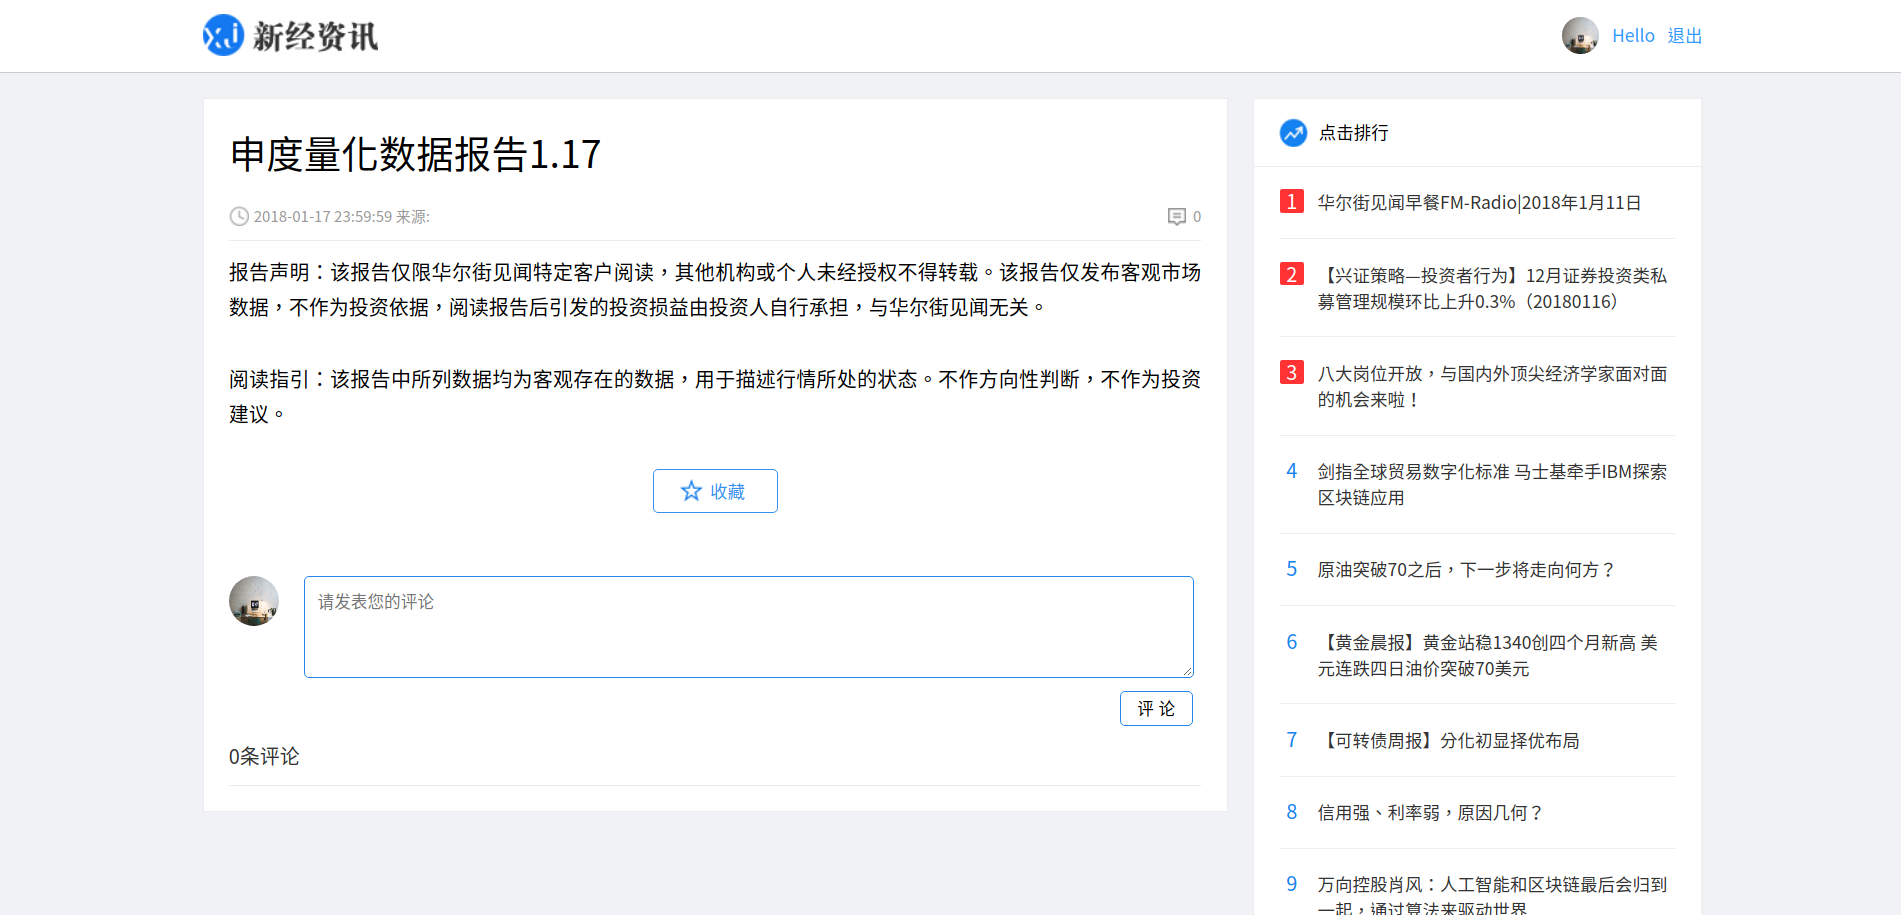 新经资讯
Hello 退出
申度量化数据报告1.17
2018-01-17 23:59:59 来源:
0
报告声明：该报告仅限华尔街见闻特定客户阅读，其他机构或个人未经授权不得转载。该报告仅发布客观市场
数据，不作为投资依据，阅读报告后引发的投资损益由投资人自行承担，与华尔街见闻无关。
阅读指引：该报告中所列数据均为客观存在的数据，用于描述行情所处的状态。不作方向性判断，不作为投资
建议。
收藏
请发表您的评论
评 论
0条评论
点击排行
1 华尔街见闻早餐FM-Radio|2018年1月11日
2 【兴证策略—投资者行为】12月证券投资类私
募管理规模环比上升0.3%（20180116）
3 八大岗位开放，与国内外顶尖经济学家面对面
的机会来啦！
4 剑指全球贸易数字化标准 马士基牵手IBM探索
区块链应用
5 原油突破70之后，下一步将走向何方？
6 【黄金晨报】黄金站稳1340创四个月新高 美
元连跌四日油价突破70美元
7 【可转债周报】分化初显择优布局
8 信用强、利率弱，原因几何？
9 万向控股肖风：人工智能和区块链最后会归到
一起，通过算法来驱动世界